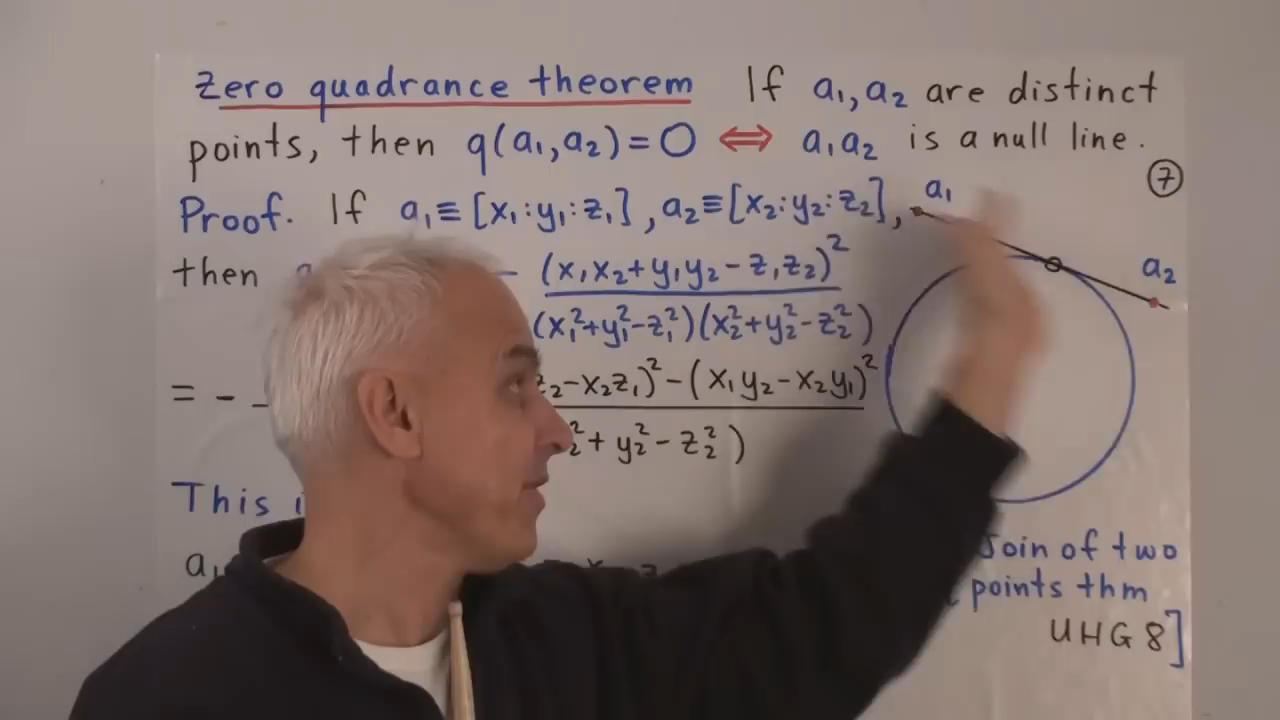 Zero quadrance theorem If a₁, a₂ are distinct
points, then q(a₁,a₂)=0 ⇔ a₁a₂ is a null line.
⑦
Proof. If a₁≡[x₁:y₁:z₁], a₂≡[x₂:y₂:z₂],
a₁
then – (x₁x₂+y₁y₂-z₁z₂)²
a₂
(x₁²+y₁²-z₁²)(x₂²+y₂²-z₂²)
= - z₂-x₂z₁)²-(x₁y₂-x₂y₁)²
₂²+y₂²-z₂²)
This
a₁
Join of two
points thm
UHG 8]